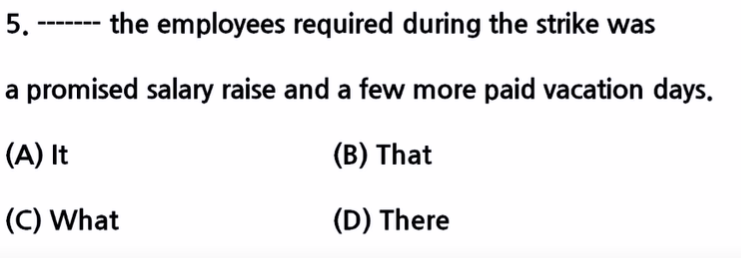 5. ------- the employees required during the strike was
a promised salary raise and a few more paid vacation days.
(A) It (B) That
(C) What (D) There